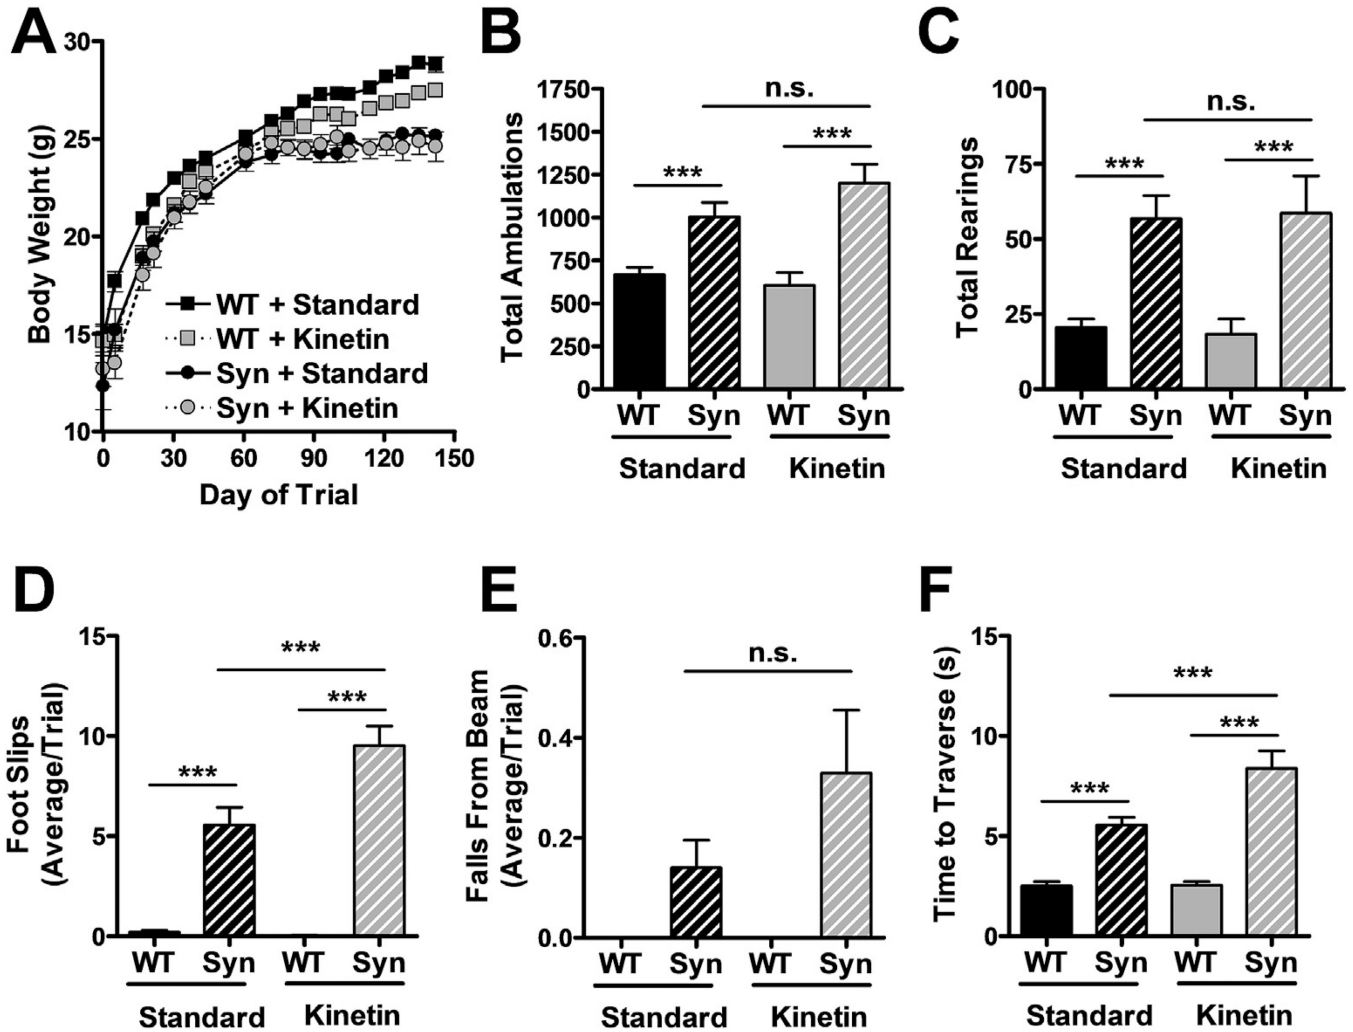 A
30
25
20
15
10
Body Weight (g)
WT + Standard
WT + Kinetin
Syn + Standard
Syn + Kinetin
0 30 60 90 120 150
Day of Trial
B
1750
1500
1250
1000
750
500
250
0
Total Ambulations
n.s.
***
***
WT Syn WT Syn
Standard Kinetin
C
100
75
50
25
0
Total Rearings
n.s.
***
***
WT Syn WT Syn
Standard Kinetin
D
15
10
5
0
Foot Slips
(Average/Trial)
***
***
***
WT Syn WT Syn
Standard Kinetin
E
0.6
0.4
0.2
0.0
Falls From Beam
(Average/Trial)
n.s.
WT Syn WT Syn
Standard Kinetin
F
15
10
5
0
Time to Traverse (s)
***
***
***
WT Syn WT Syn
Standard Kinetin